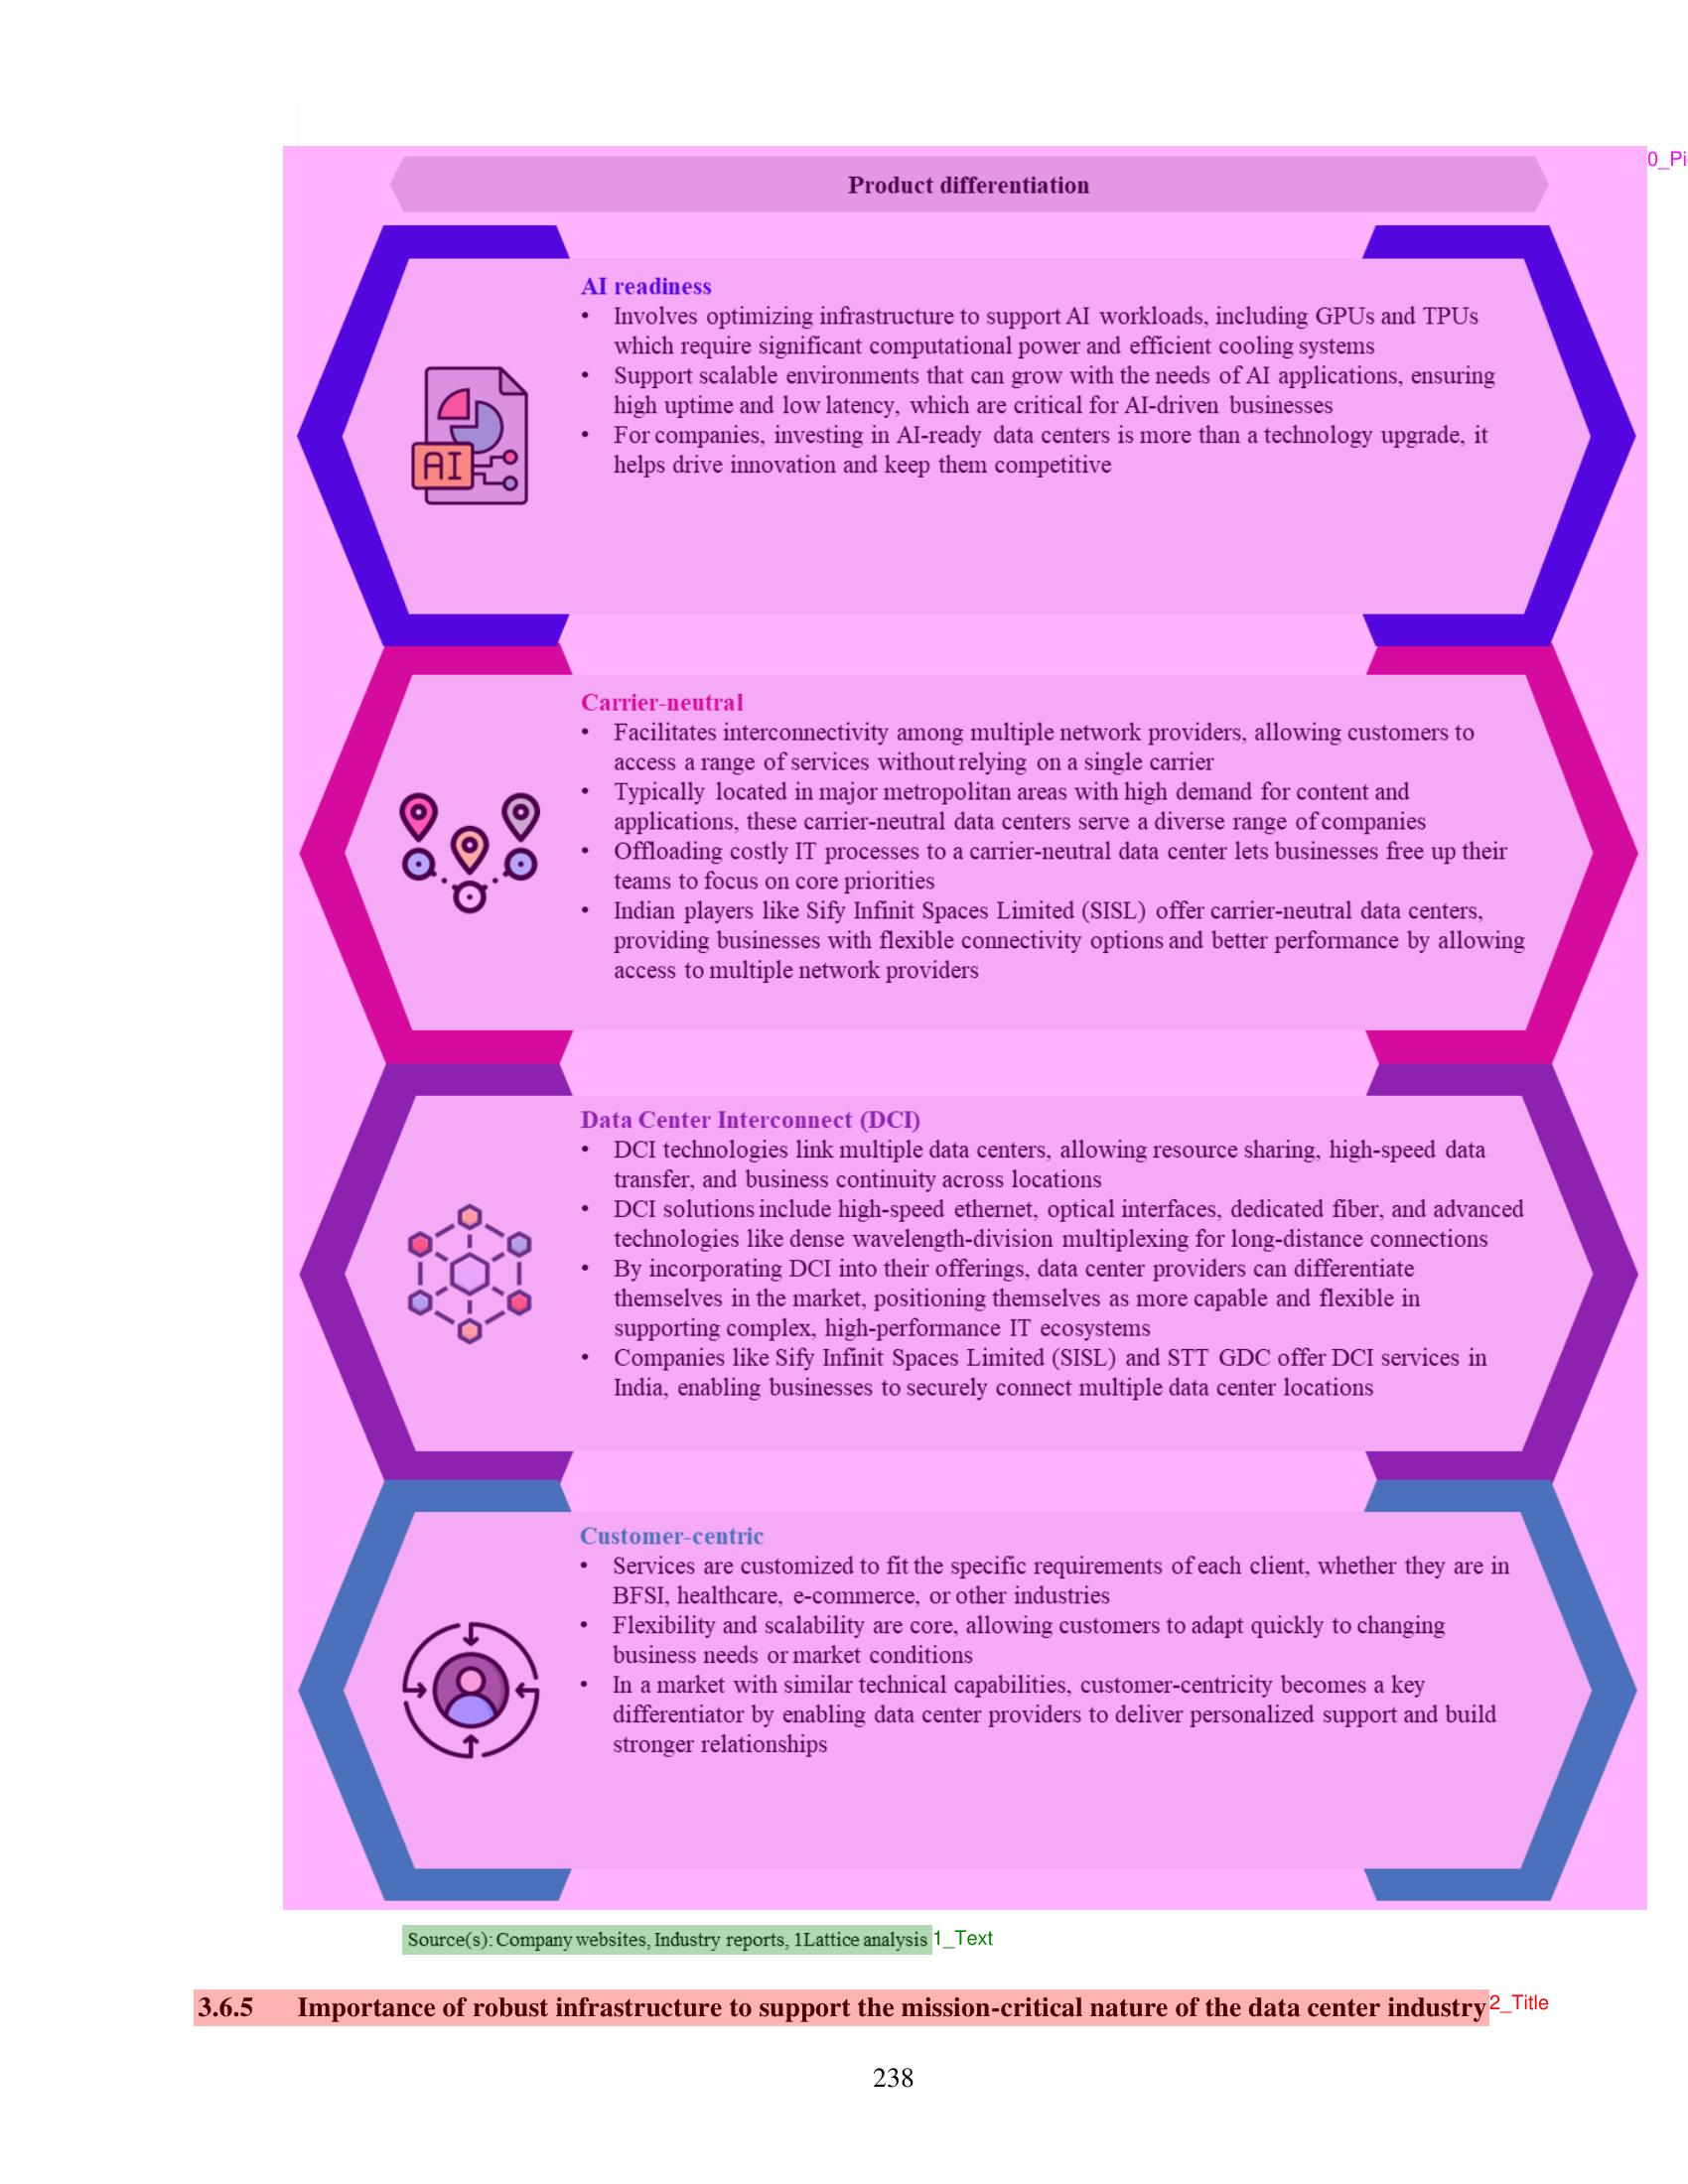 0_Pi
Product differentiation
AI readiness
• Involves optimizing infrastructure to support AI workloads, including GPUs and TPUs
which require significant computational power and efficient cooling systems
• Support scalable environments that can grow with the needs of AI applications, ensuring
high uptime and low latency, which are critical for AI-driven businesses
• For companies, investing in AI-ready data centers is more than a technology upgrade, it
helps drive innovation and keep them competitive
AI
Carrier-neutral
• Facilitates interconnectivity among multiple network providers, allowing customers to
access a range of services without relying on a single carrier
• Typically located in major metropolitan areas with high demand for content and
applications, these carrier-neutral data centers serve a diverse range of companies
• Offloading costly IT processes to a carrier-neutral data center lets businesses free up their
teams to focus on core priorities
• Indian players like Sify Infinit Spaces Limited (SISL) offer carrier-neutral data centers,
providing businesses with flexible connectivity options and better performance by allowing
access to multiple network providers
Data Center Interconnect (DCI)
• DCI technologies link multiple data centers, allowing resource sharing, high-speed data
transfer, and business continuity across locations
• DCI solutions include high-speed ethernet, optical interfaces, dedicated fiber, and advanced
technologies like dense wavelength-division multiplexing for long-distance connections
• By incorporating DCI into their offerings, data center providers can differentiate
themselves in the market, positioning themselves as more capable and flexible in
supporting complex, high-performance IT ecosystems
• Companies like Sify Infinit Spaces Limited (SISL) and STT GDC offer DCI services in
India, enabling businesses to securely connect multiple data center locations
Customer-centric
• Services are customized to fit the specific requirements of each client, whether they are in
BFSI, healthcare, e-commerce, or other industries
• Flexibility and scalability are core, allowing customers to adapt quickly to changing
business needs or market conditions
• In a market with similar technical capabilities, customer-centricity becomes a key
differentiator by enabling data center providers to deliver personalized support and build
stronger relationships
Source(s): Company websites, Industry reports, 1Lattice analysis 1_Text
3.6.5 Importance of robust infrastructure to support the mission-critical nature of the data center industry 2_Title
238